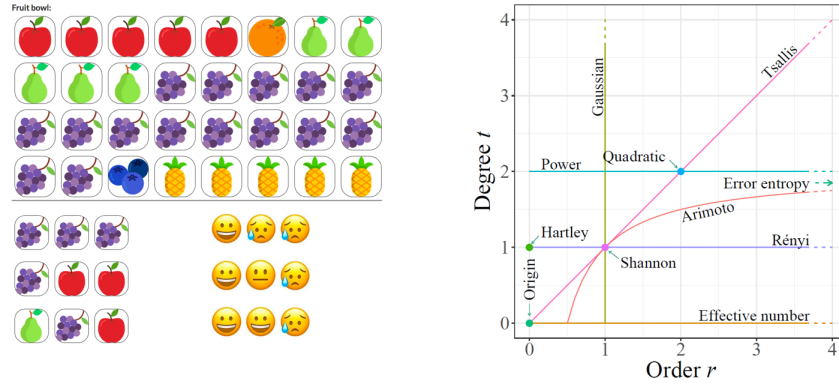 Fruit bowl:
4
3
2
1
0
Degree t
Gaussian
Tsallis
Quadratic
Power
Error entropy
Arimoto
Hartley
Rényi
Shannon
Origin
Effective number
0 1 2 3 4
Order r